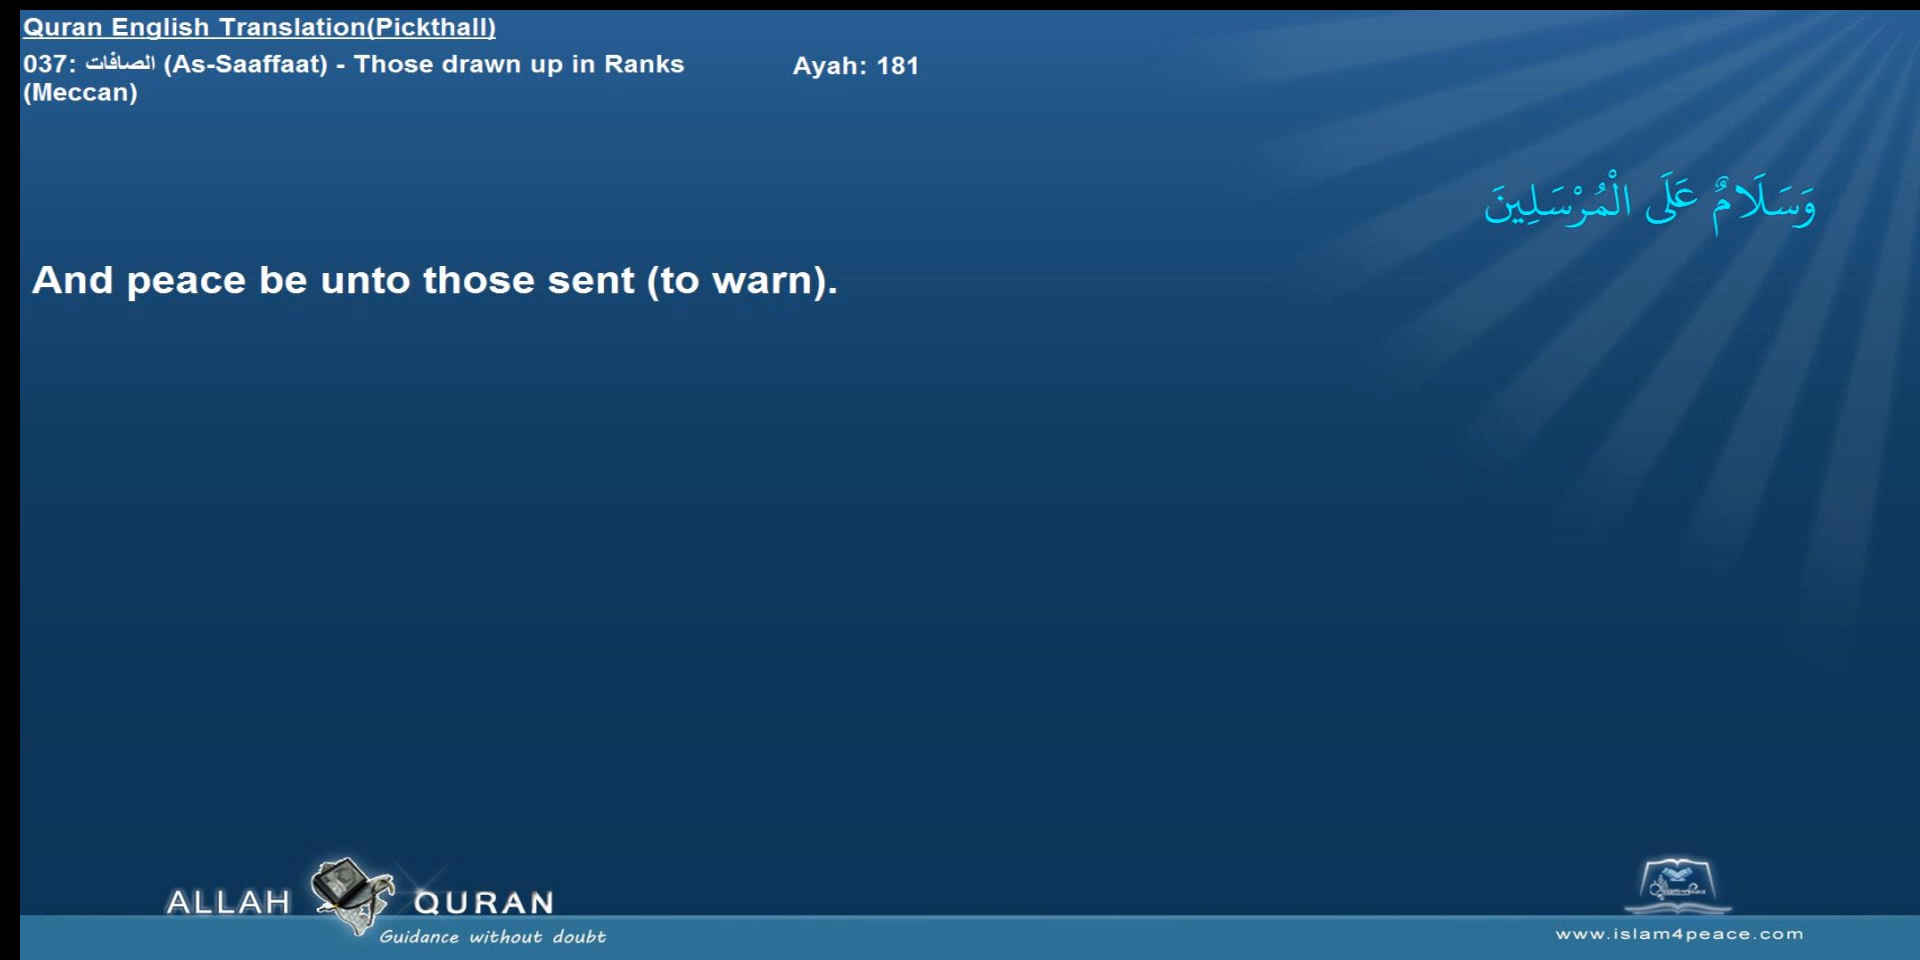 Quran English Translation(Pickthall)
037: الصافات (As-Saaffaat) - Those drawn up in Ranks
(Meccan)
Ayah: 181
وَسَلَامٌ عَلَى الْمُرْسَلِينَ
And peace be unto those sent (to warn).
ALLAH QURAN
Guidance without doubt
www.islam4peace.com